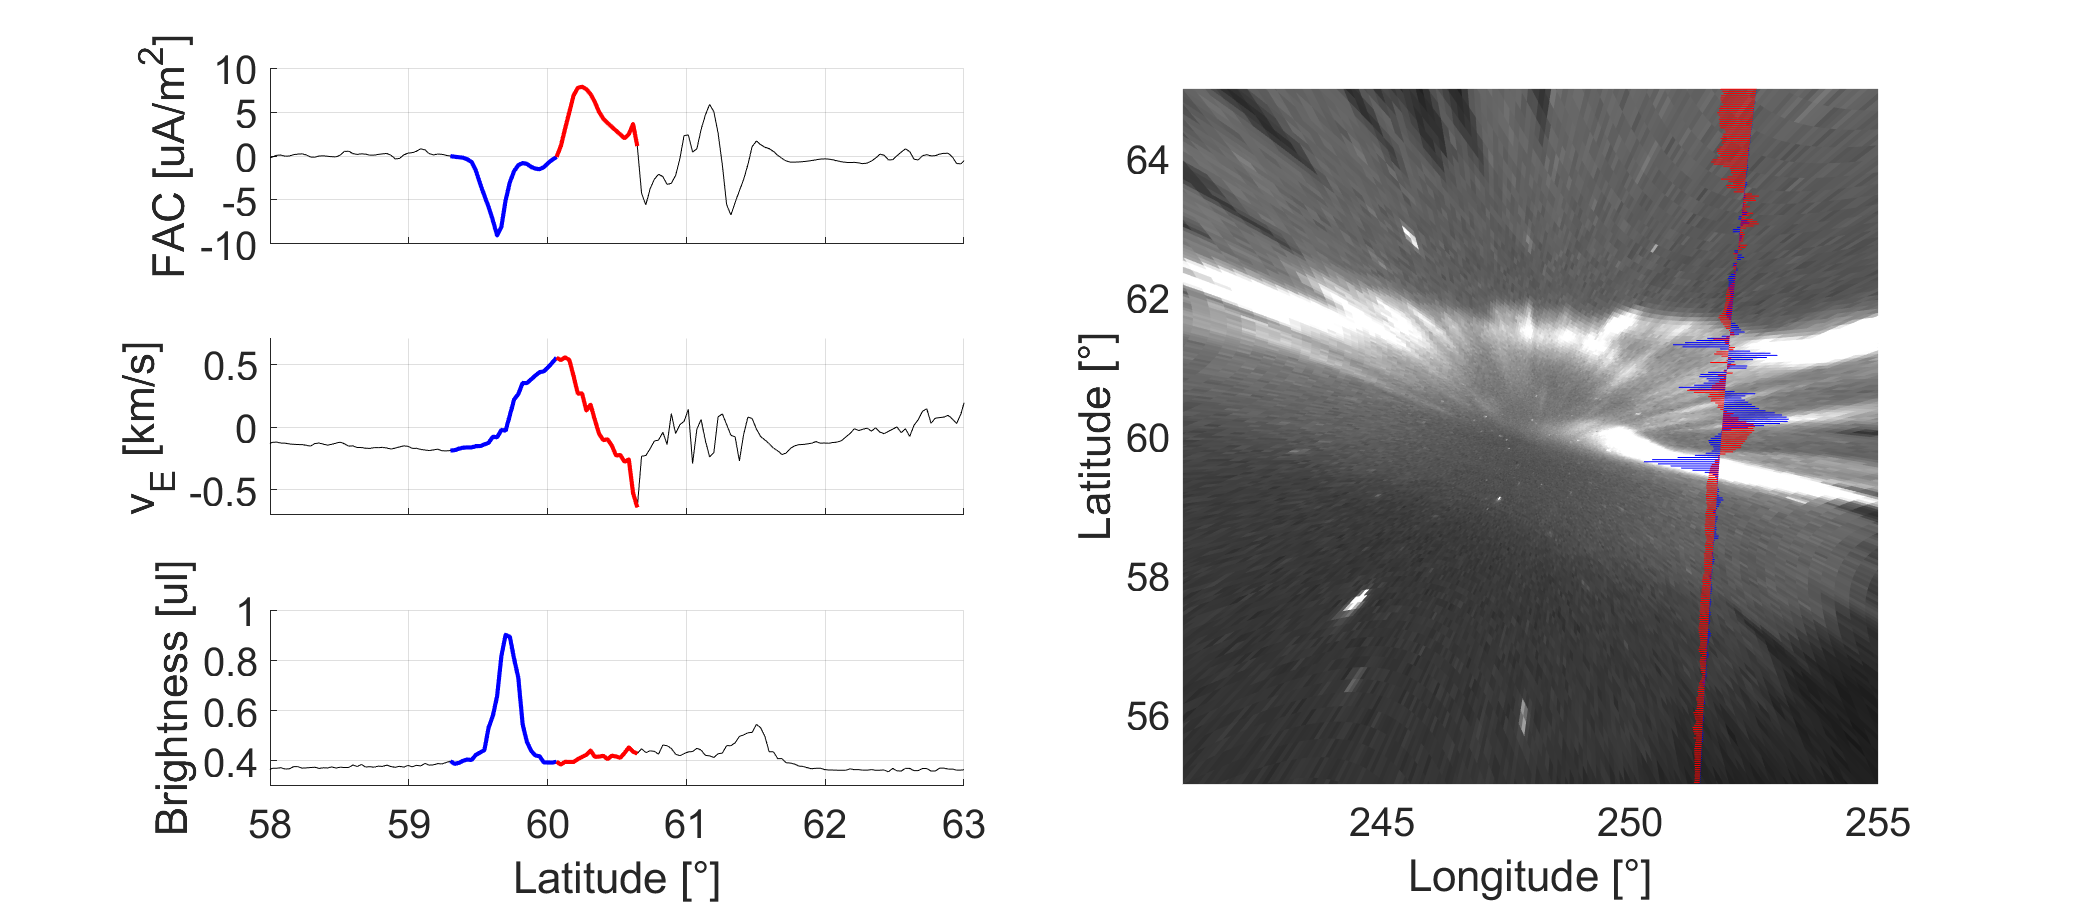 FAC [uA/m2]
10
5
0
-5
-10
vE [km/s]
0.5
0
-0.5
Brightness [ul]
1
0.8
0.6
0.4
58 59 60 61 62 63
Latitude [°]
Latitude [°]
64
62
60
58
56
245 250 255
Longitude [°]